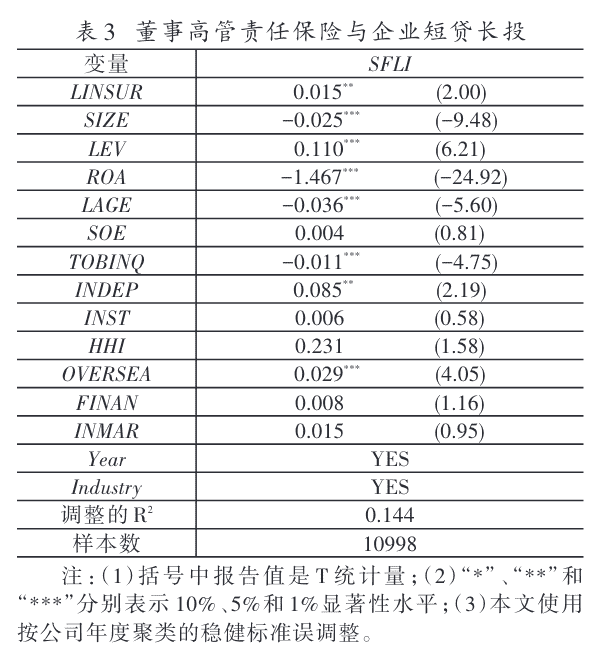 表3 董事高管责任保险与企业短贷长投
变量 SFLI
LINSUR 0.015** (2.00)
SIZE −0.025*** (−9.48)
LEV 0.110*** (6.21)
ROA −1.467*** (−24.92)
LAGE −0.036*** (−5.60)
SOE 0.004 (0.81)
TOBINQ −0.011*** (−4.75)
INDEP 0.085** (2.19)
INST 0.006 (0.58)
HHI 0.231 (1.58)
OVERSEA 0.029*** (4.05)
FINAN 0.008 (1.16)
INMAR 0.015 (0.95)
Year YES
Industry YES
调整的R² 0.144
样本数 10998
注:(1)括号中报告值是T统计量;(2)“*”、“**”和
“***”分别表示10%、5%和1%显著性水平;(3)本文使用
按公司年度聚类的稳健标准误调整。